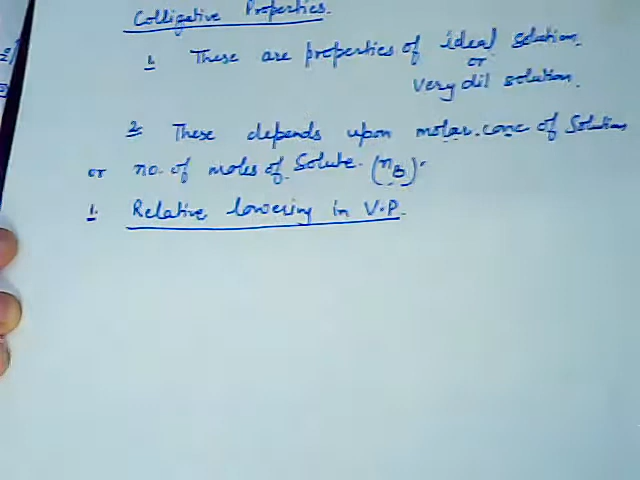 Colligative Properties.
1. These are properties of ideal solution.
or
very dil solution.
2. These depends upon molar. conc of Solution
or no. of moles of Solute. (nB).
1. Relative lowering in V.P.